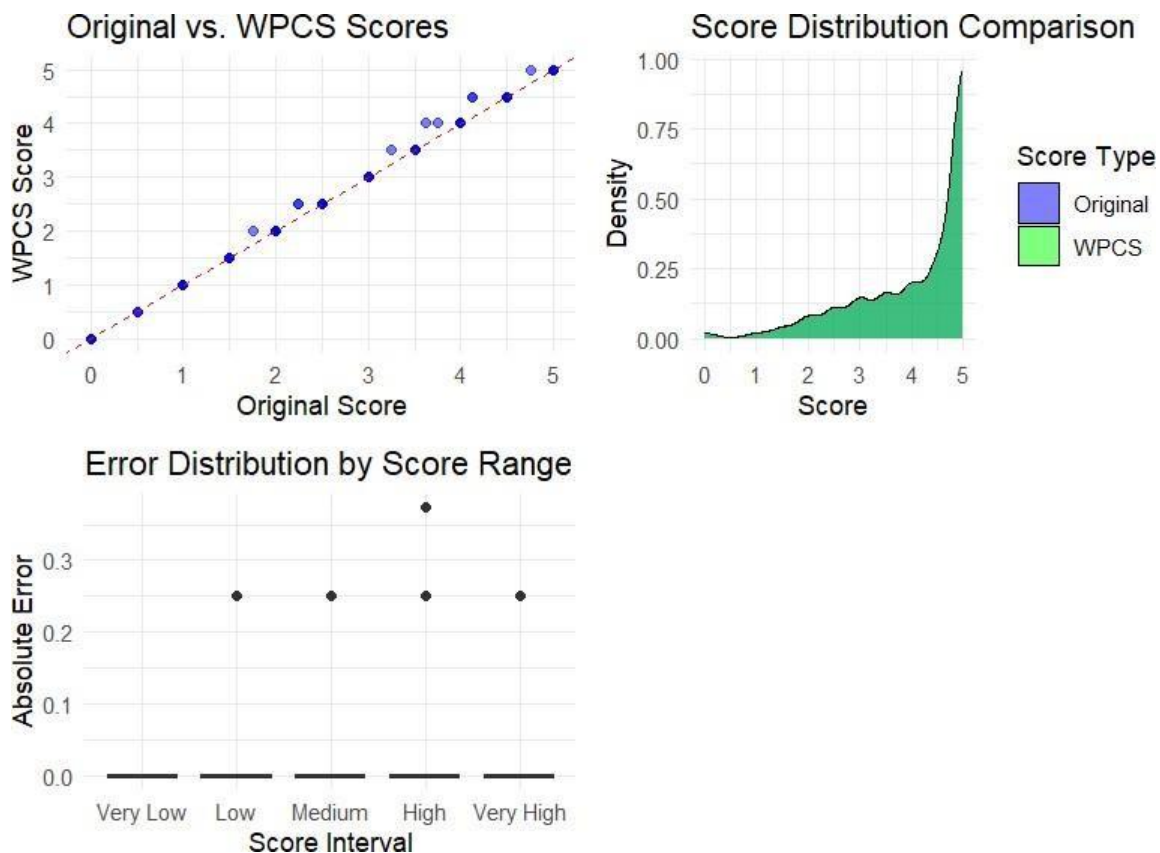 Original vs. WPCS Scores
WPCS Score
5
4
3
2
1
0
0 1 2 3 4 5
Original Score
Score Distribution Comparison
Density
1.00
0.75
0.50
0.25
0.00
0 1 2 3 4 5
Score
Score Type
Original
WPCS
Error Distribution by Score Range
Absolute Error
0.3
0.2
0.1
0.0
Very Low Low Medium High Very High
Score Interval